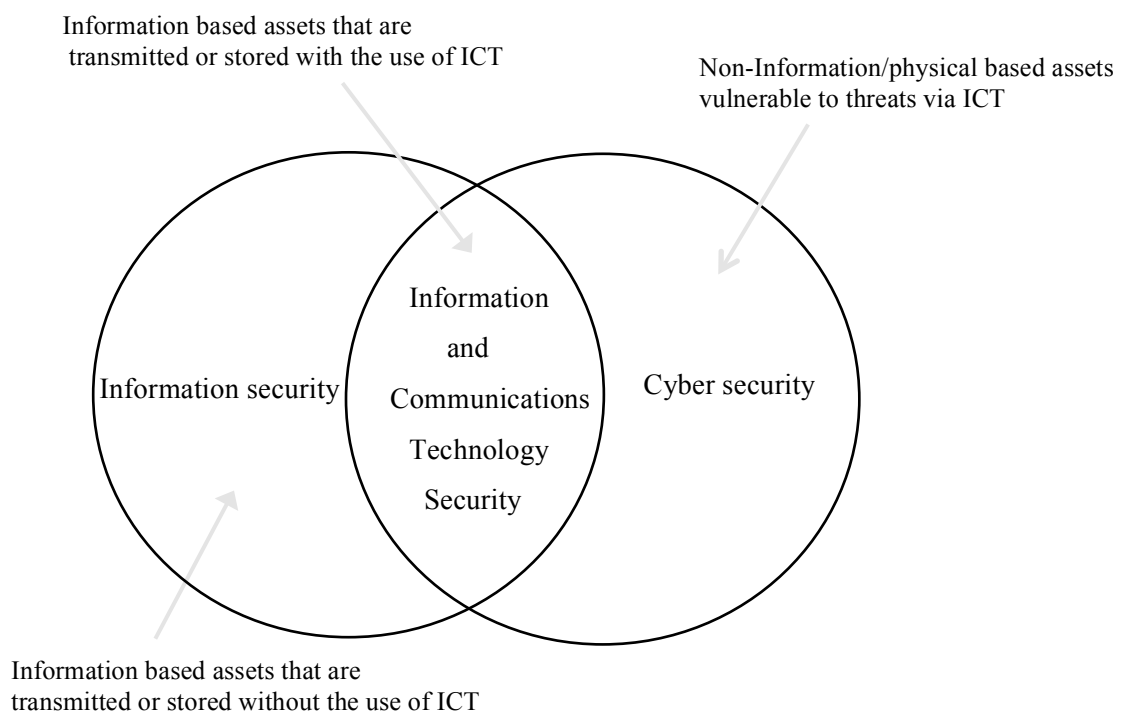 Information based assets that are
transmitted or stored with the use of ICT
Non-Information/physical based assets
vulnerable to threats via ICT
Information security
Information
and
Communications
Technology
Security
Cyber security
Information based assets that are
transmitted or stored without the use of ICT